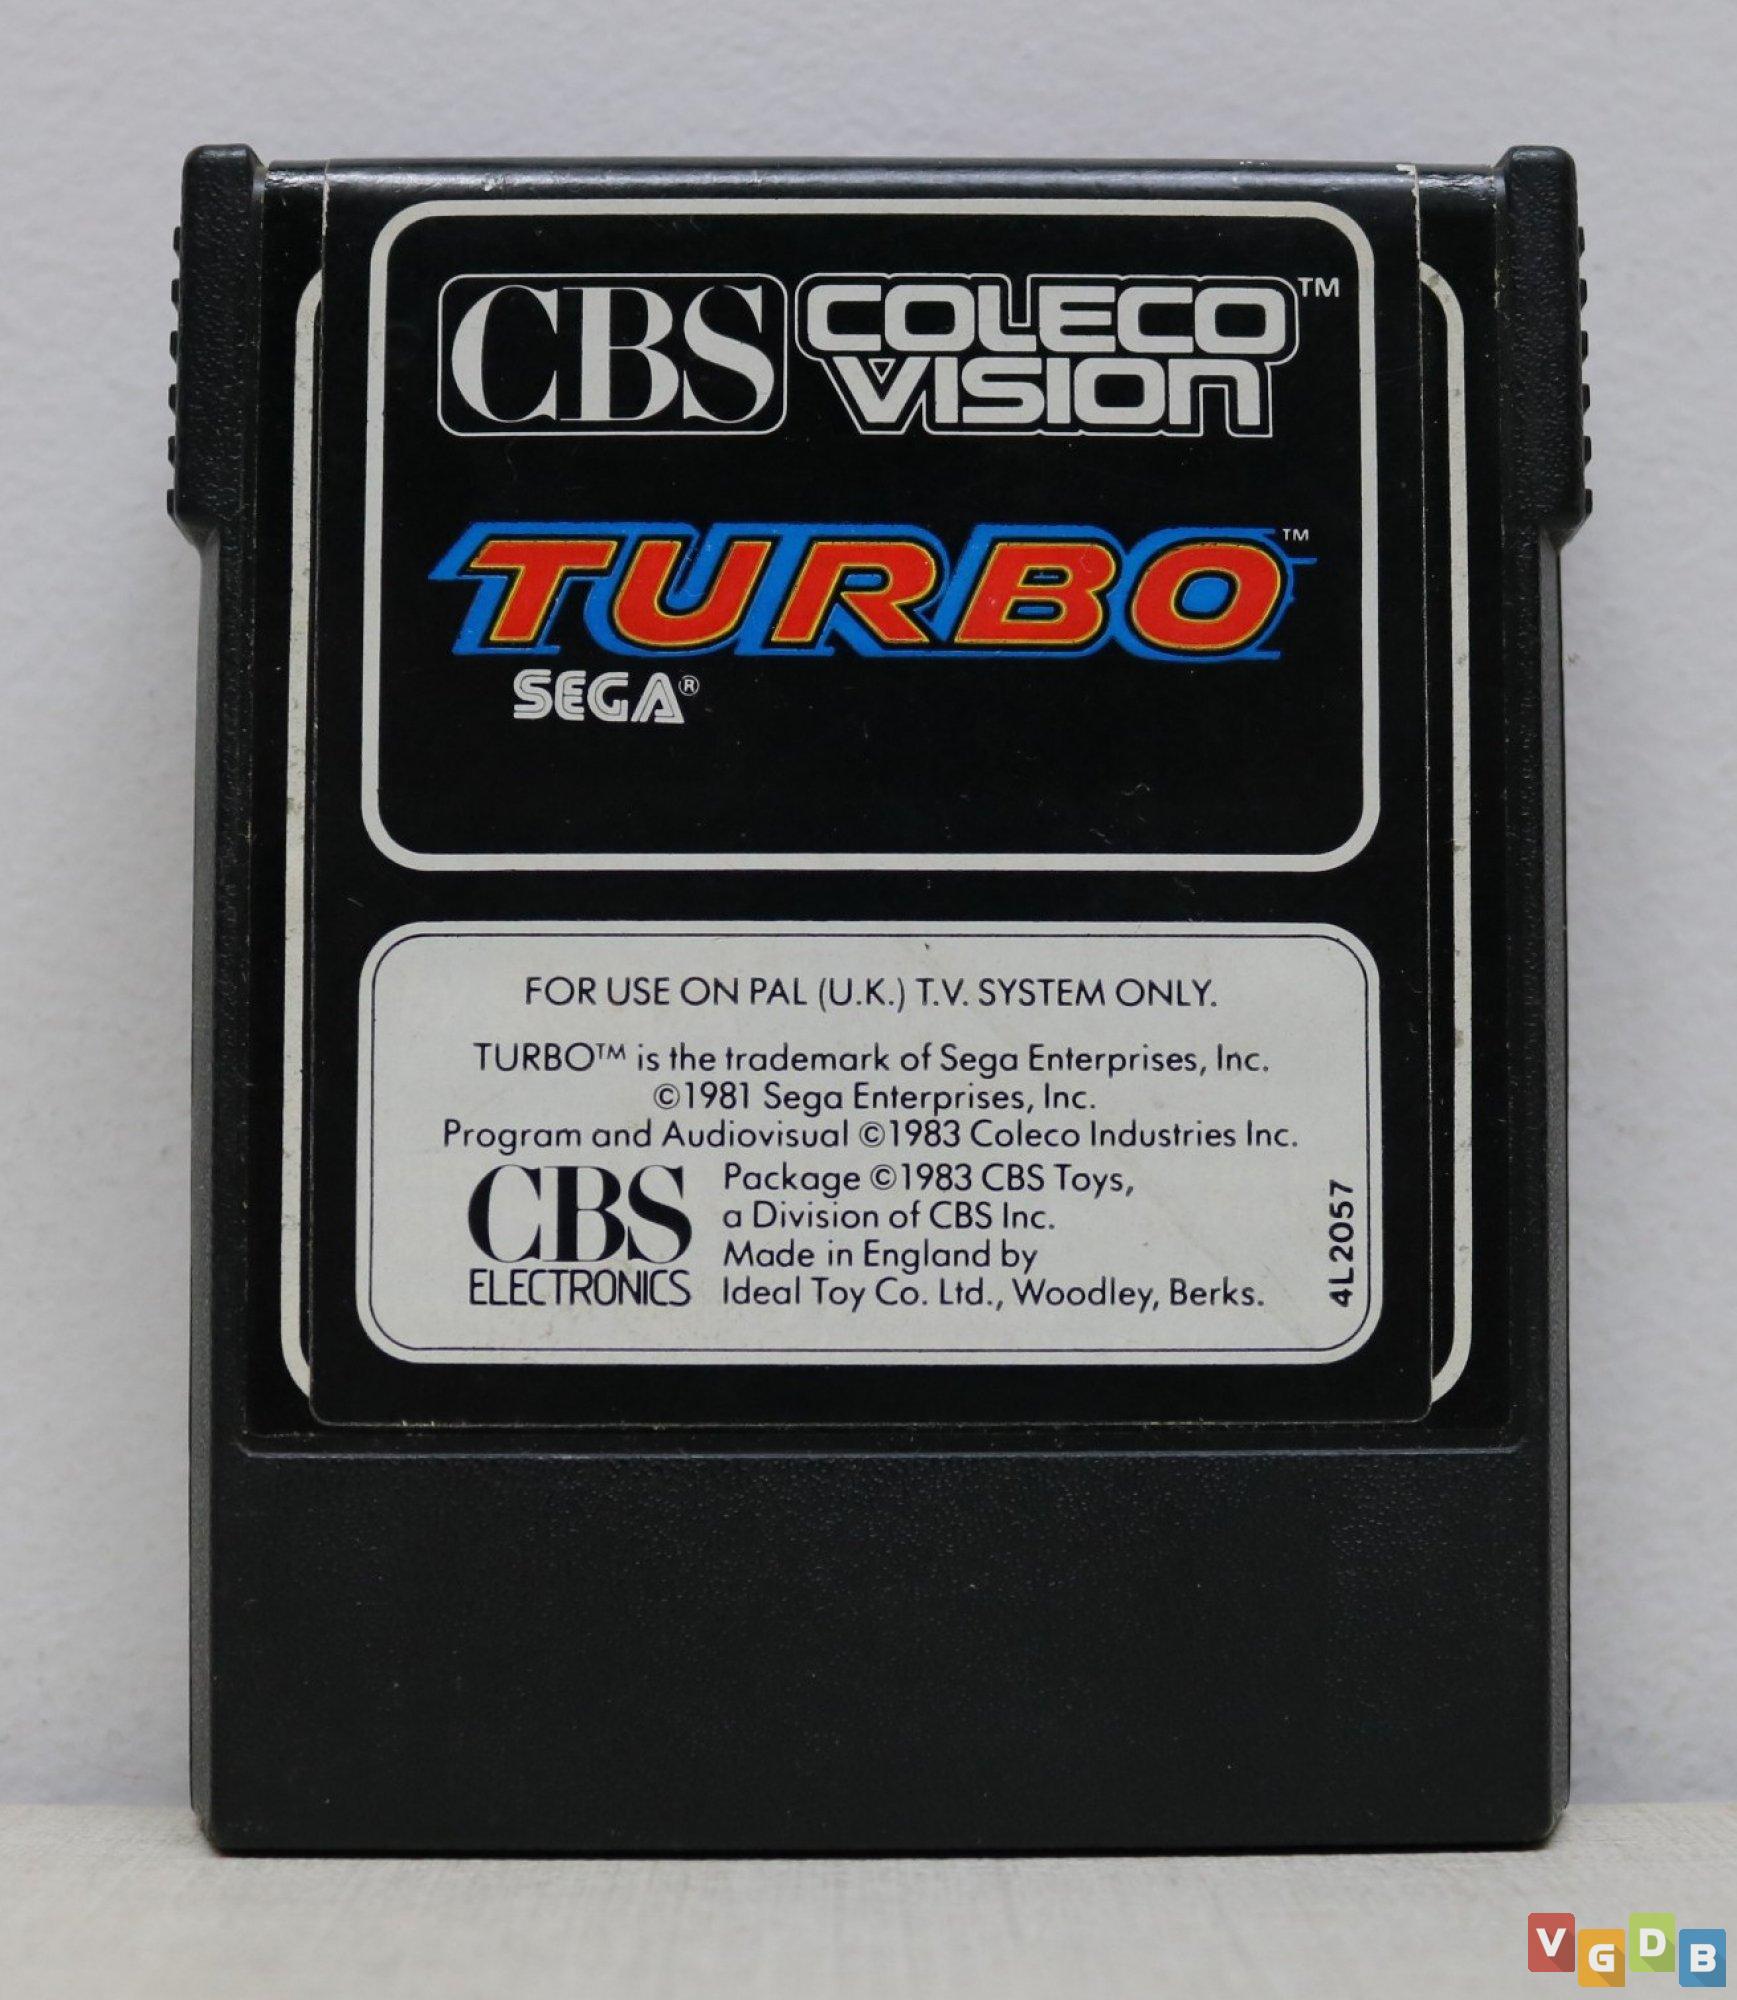 CBS COLECO VISION™
TURBO™
SEGA®
FOR USE ON PAL (U.K.) T.V. SYSTEM ONLY.
TURBO™ is the trademark of Sega Enterprises, Inc.
©1981 Sega Enterprises, Inc.
Program and Audiovisual ©1983 Coleco Industries Inc.
CBS ELECTRONICS
Package ©1983 CBS Toys,
a Division of CBS Inc.
Made in England by
Ideal Toy Co. Ltd., Woodley, Berks.
4L2057
VGDB